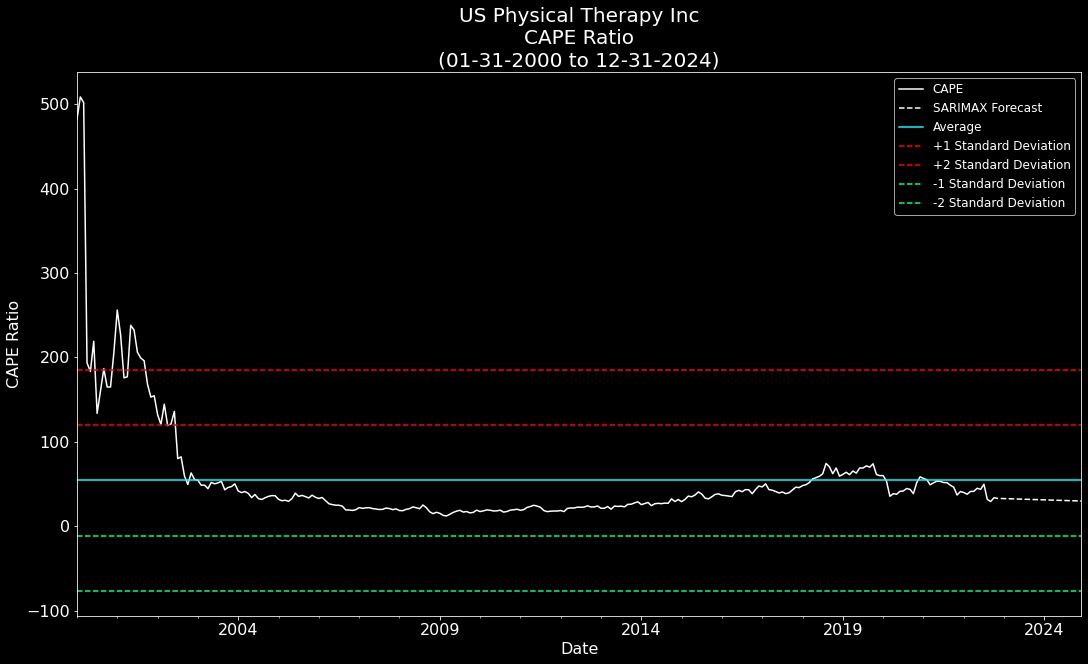 US Physical Therapy Inc
CAPE Ratio
(01-31-2000 to 12-31-2024)
CAPE
SARIMAX Forecast
Average
+1 Standard Deviation
+2 Standard Deviation
-1 Standard Deviation
-2 Standard Deviation
500
400
300
200
100
0
−100
CAPE Ratio
2004
2009
2014
2019
2024
Date